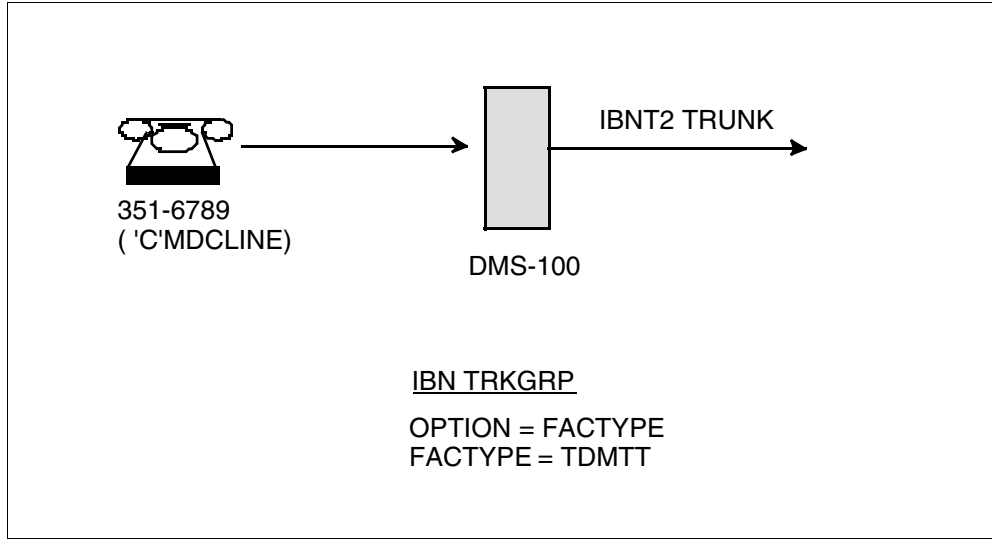 IBNT2 TRUNK
351-6789
( 'C'MDCLINE)
DMS-100
IBN TRKGRP
OPTION = FACTYPE
FACTYPE = TDMTT